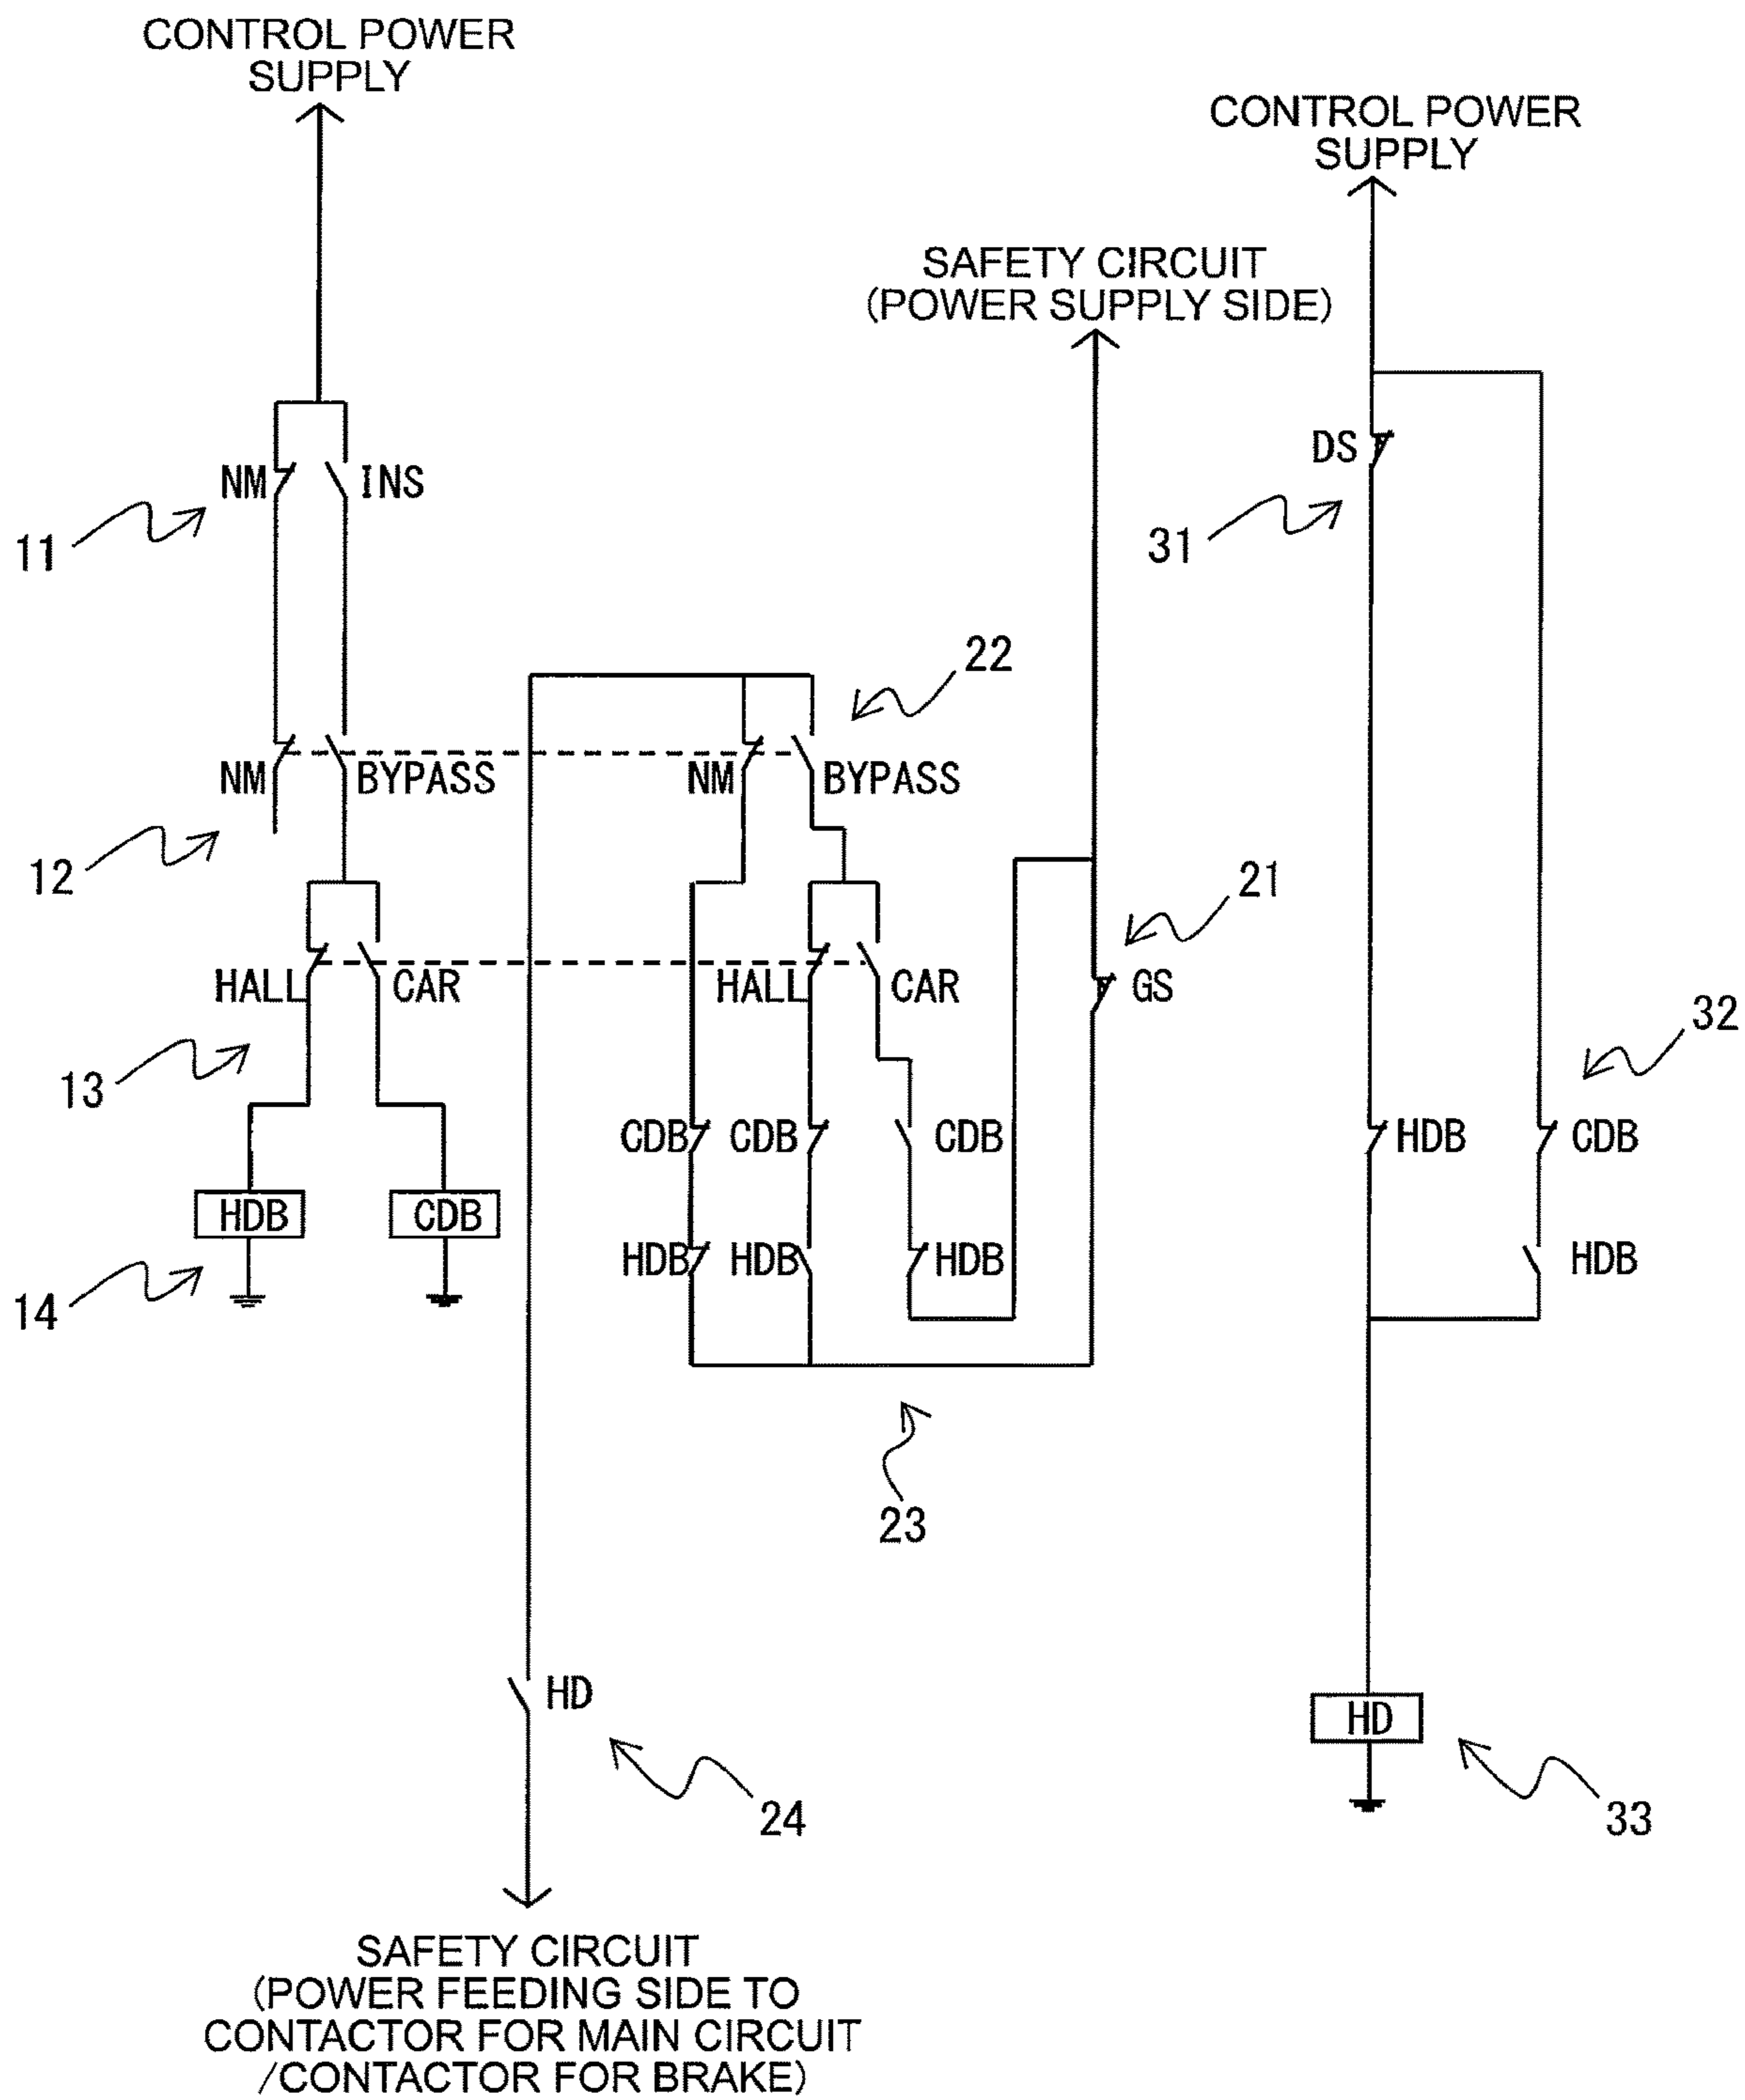 CONTROL POWER
SUPPLY
CONTROL POWER
SUPPLY
SAFETY CIRCUIT
(POWER SUPPLY SIDE)
DS
NM INS
11
31
22
NM BYPASS
NM BYPASS
12
21
HALL CAR
HALL CAR
GS
32
13
CDB CDB CDB
HDB CDB
HDB CDB
HDB HDB HDB
HDB
14
23
HD
HD
24
33
SAFETY CIRCUIT
(POWER FEEDING SIDE TO
CONTACTOR FOR MAIN CIRCUIT
/CONTACTOR FOR BRAKE)